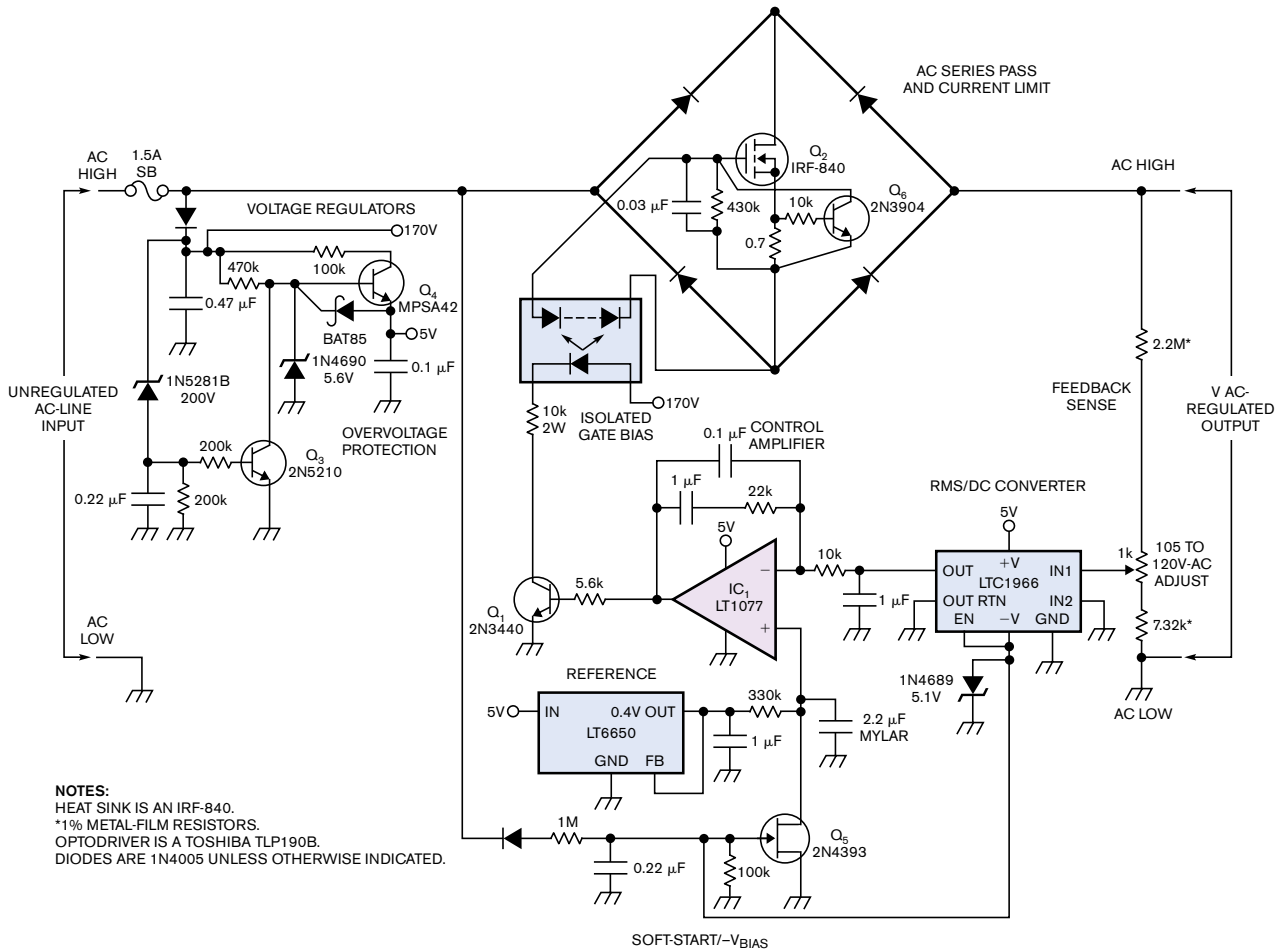 AC SERIES PASS
AND CURRENT LIMIT
AC
HIGH
1.5A
SB
AC HIGH
Q2
IRF-840
Q6
2N3904
0.03 µF
430k
10k
0.7
VOLTAGE REGULATORS
170V
470k
100k
Q4
MPSA42
0.47 µF
BAT85
5V
1N4690
5.6V
0.1 µF
1N5281B
200V
UNREGULATED
AC-LINE
INPUT
OVERVOLTAGE
PROTECTION
200k
Q3
2N5210
0.22 µF
200k
AC
LOW
170V
10k
2W
ISOLATED
GATE BIAS
2.2M*
FEEDBACK
SENSE
V AC-
REGULATED
OUTPUT
0.1 µF
CONTROL
AMPLIFIER
1 µF
22k
5V
RMS/DC CONVERTER
5V
IC1
LT1077
−
+
10k
1 µF
5.6k
Q1
2N3440
OUT
+V
LTC1966
IN1
OUT RTN
IN2
EN
−V
GND
1k
105 TO
120V-AC
ADJUST
7.32k*
1N4689
5.1V
AC LOW
REFERENCE
5V
IN
0.4V OUT
LT6650
GND
FB
330k
1 µF
2.2 µF
MYLAR
NOTES:
HEAT SINK IS AN IRF-840.
*1% METAL-FILM RESISTORS.
OPTODRIVER IS A TOSHIBA TLP190B.
DIODES ARE 1N4005 UNLESS OTHERWISE INDICATED.
1M
0.22 µF
100k
Q5
2N4393
SOFT-START/−VBIAS